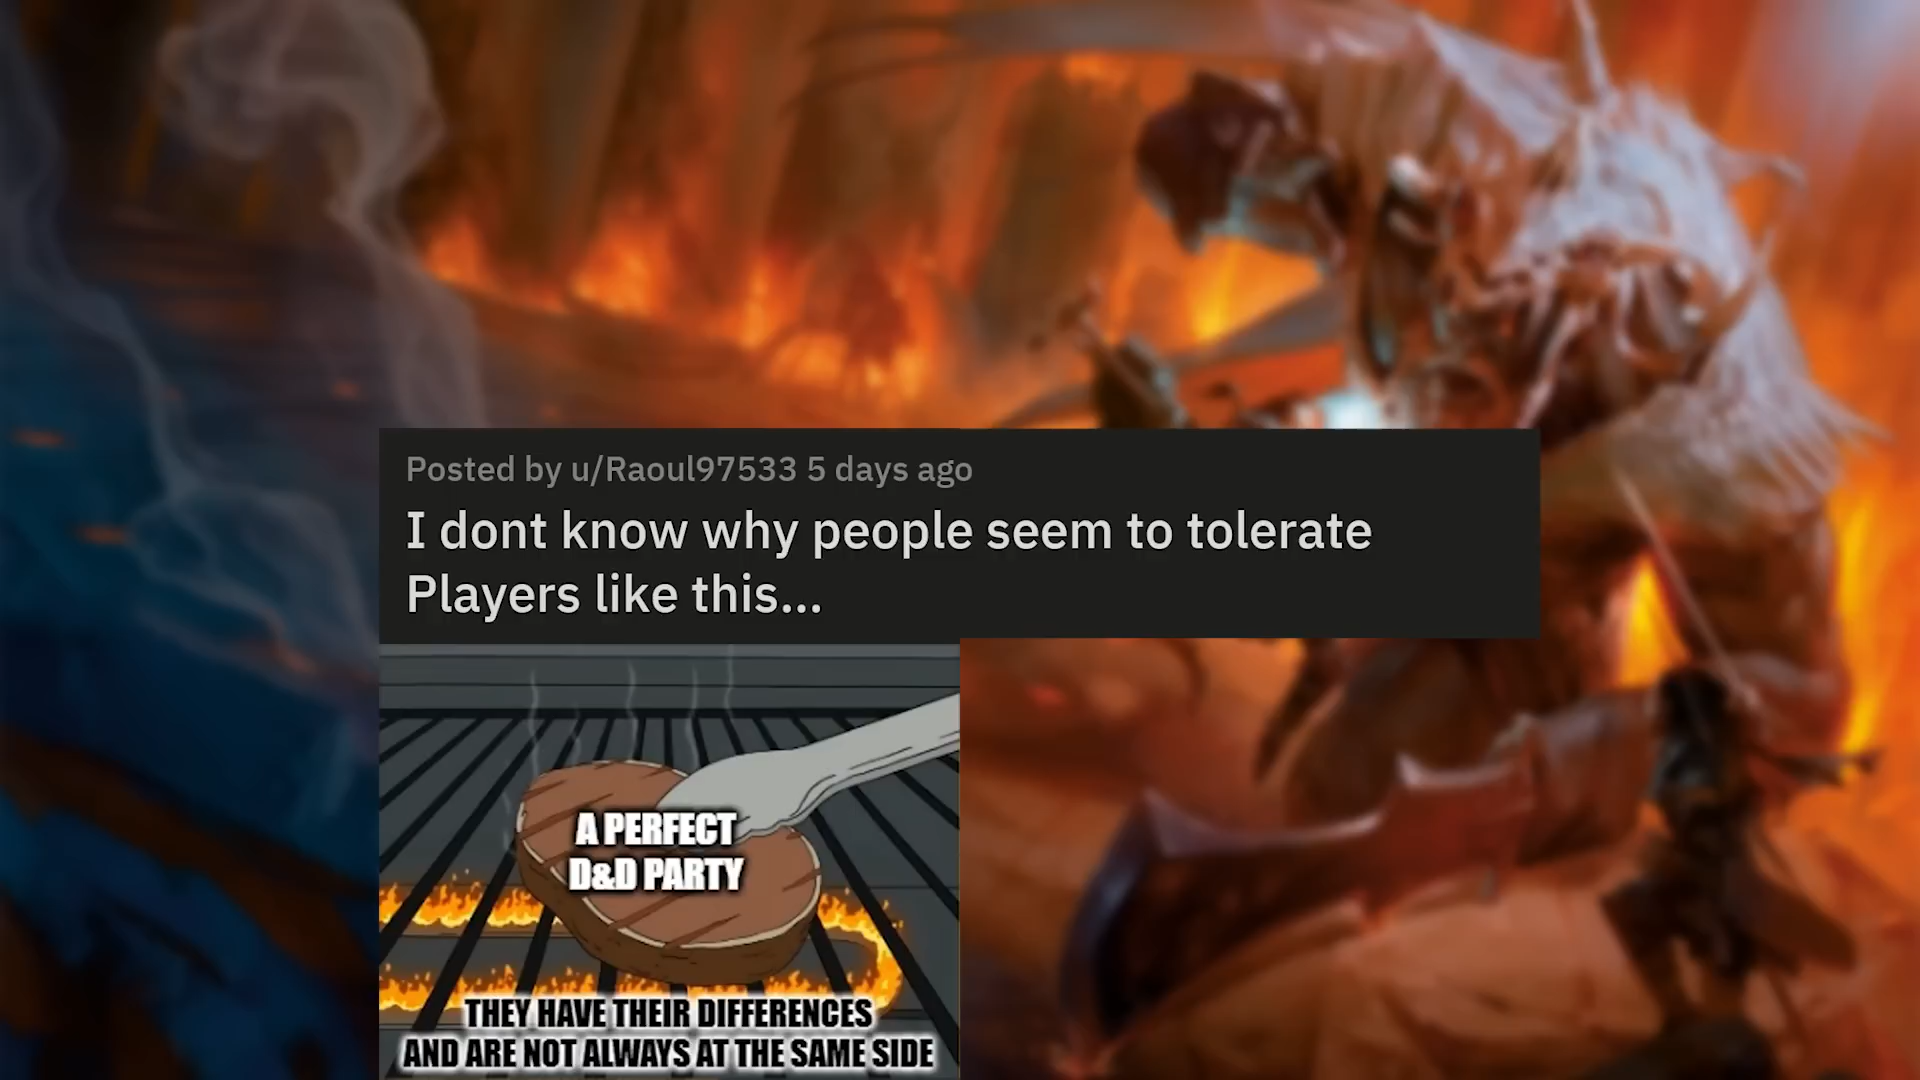 Posted by u/Raoul97533 5 days ago
I dont know why people seem to tolerate
Players like this...
A PERFECT
D&D PARTY
THEY HAVE THEIR DIFFERENCES
AND ARE NOT ALWAYS AT THE SAME SIDE